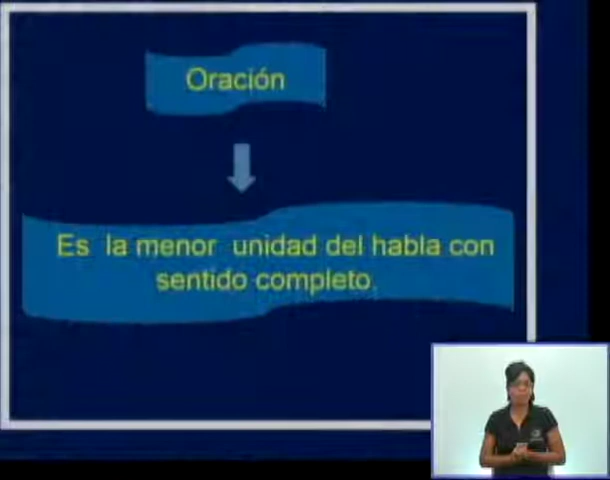 Oración
Es la menor unidad del habla con
sentido completo.